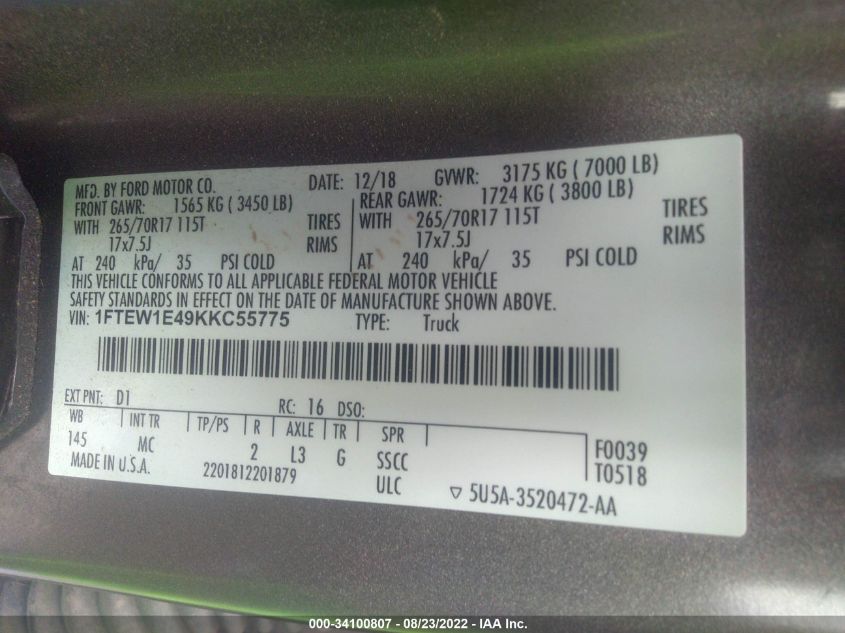 MFD. BY FORD MOTOR CO. DATE: 12/18 GVWR: 3175 KG ( 7000 LB)
FRONT GAWR: 1565 KG ( 3450 LB) REAR GAWR: 1724 KG ( 3800 LB)
WITH 265/70R17 115T TIRES WITH 265/70R17 115T TIRES
17x7.5J RIMS 17x7.5J RIMS
AT 240 kPa/ 35 PSI COLD AT 240 kPa/ 35 PSI COLD
THIS VEHICLE CONFORMS TO ALL APPLICABLE FEDERAL MOTOR VEHICLE
SAFETY STANDARDS IN EFFECT ON THE DATE OF MANUFACTURE SHOWN ABOVE.
VIN: 1FTEW1E49KKC55775 TYPE: Truck
EXT PNT: D1 RC: 16 DSO:
WB INT TR TP/PS R AXLE TR SPR
145 MC 2 L3 G SSCC F0039
MADE IN U.S.A. 2201812201879 ULC T0518
▽ 5U5A-3520472-AA
000-34100807 - 08/23/2022 - IAA Inc.